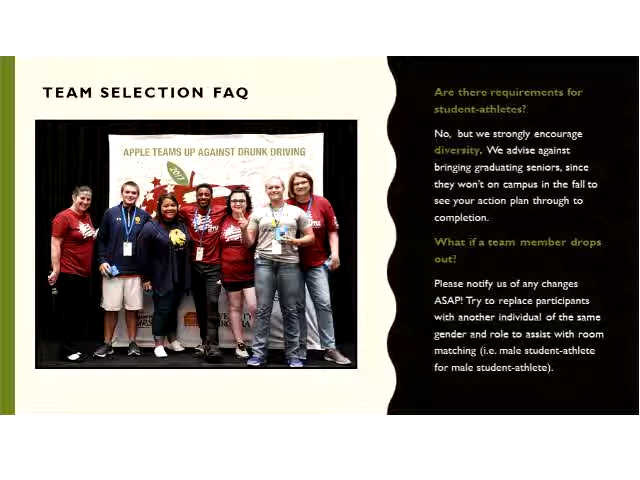 TEAM SELECTION FAQ
APPLE TEAMS UP AGAINST DRUNK DRIVING
2017
Are there requirements for
student-athletes?
No, but we strongly encourage
diversity. We advise against
bringing graduating seniors, since
they won't on campus in the fall to
see your action plan through to
completion.
What if a team member drops
out?
Please notify us of any changes
ASAP! Try to replace participants
with another individual of the same
gender and role to assist with room
matching (i.e. male student-athlete
for male student-athlete).